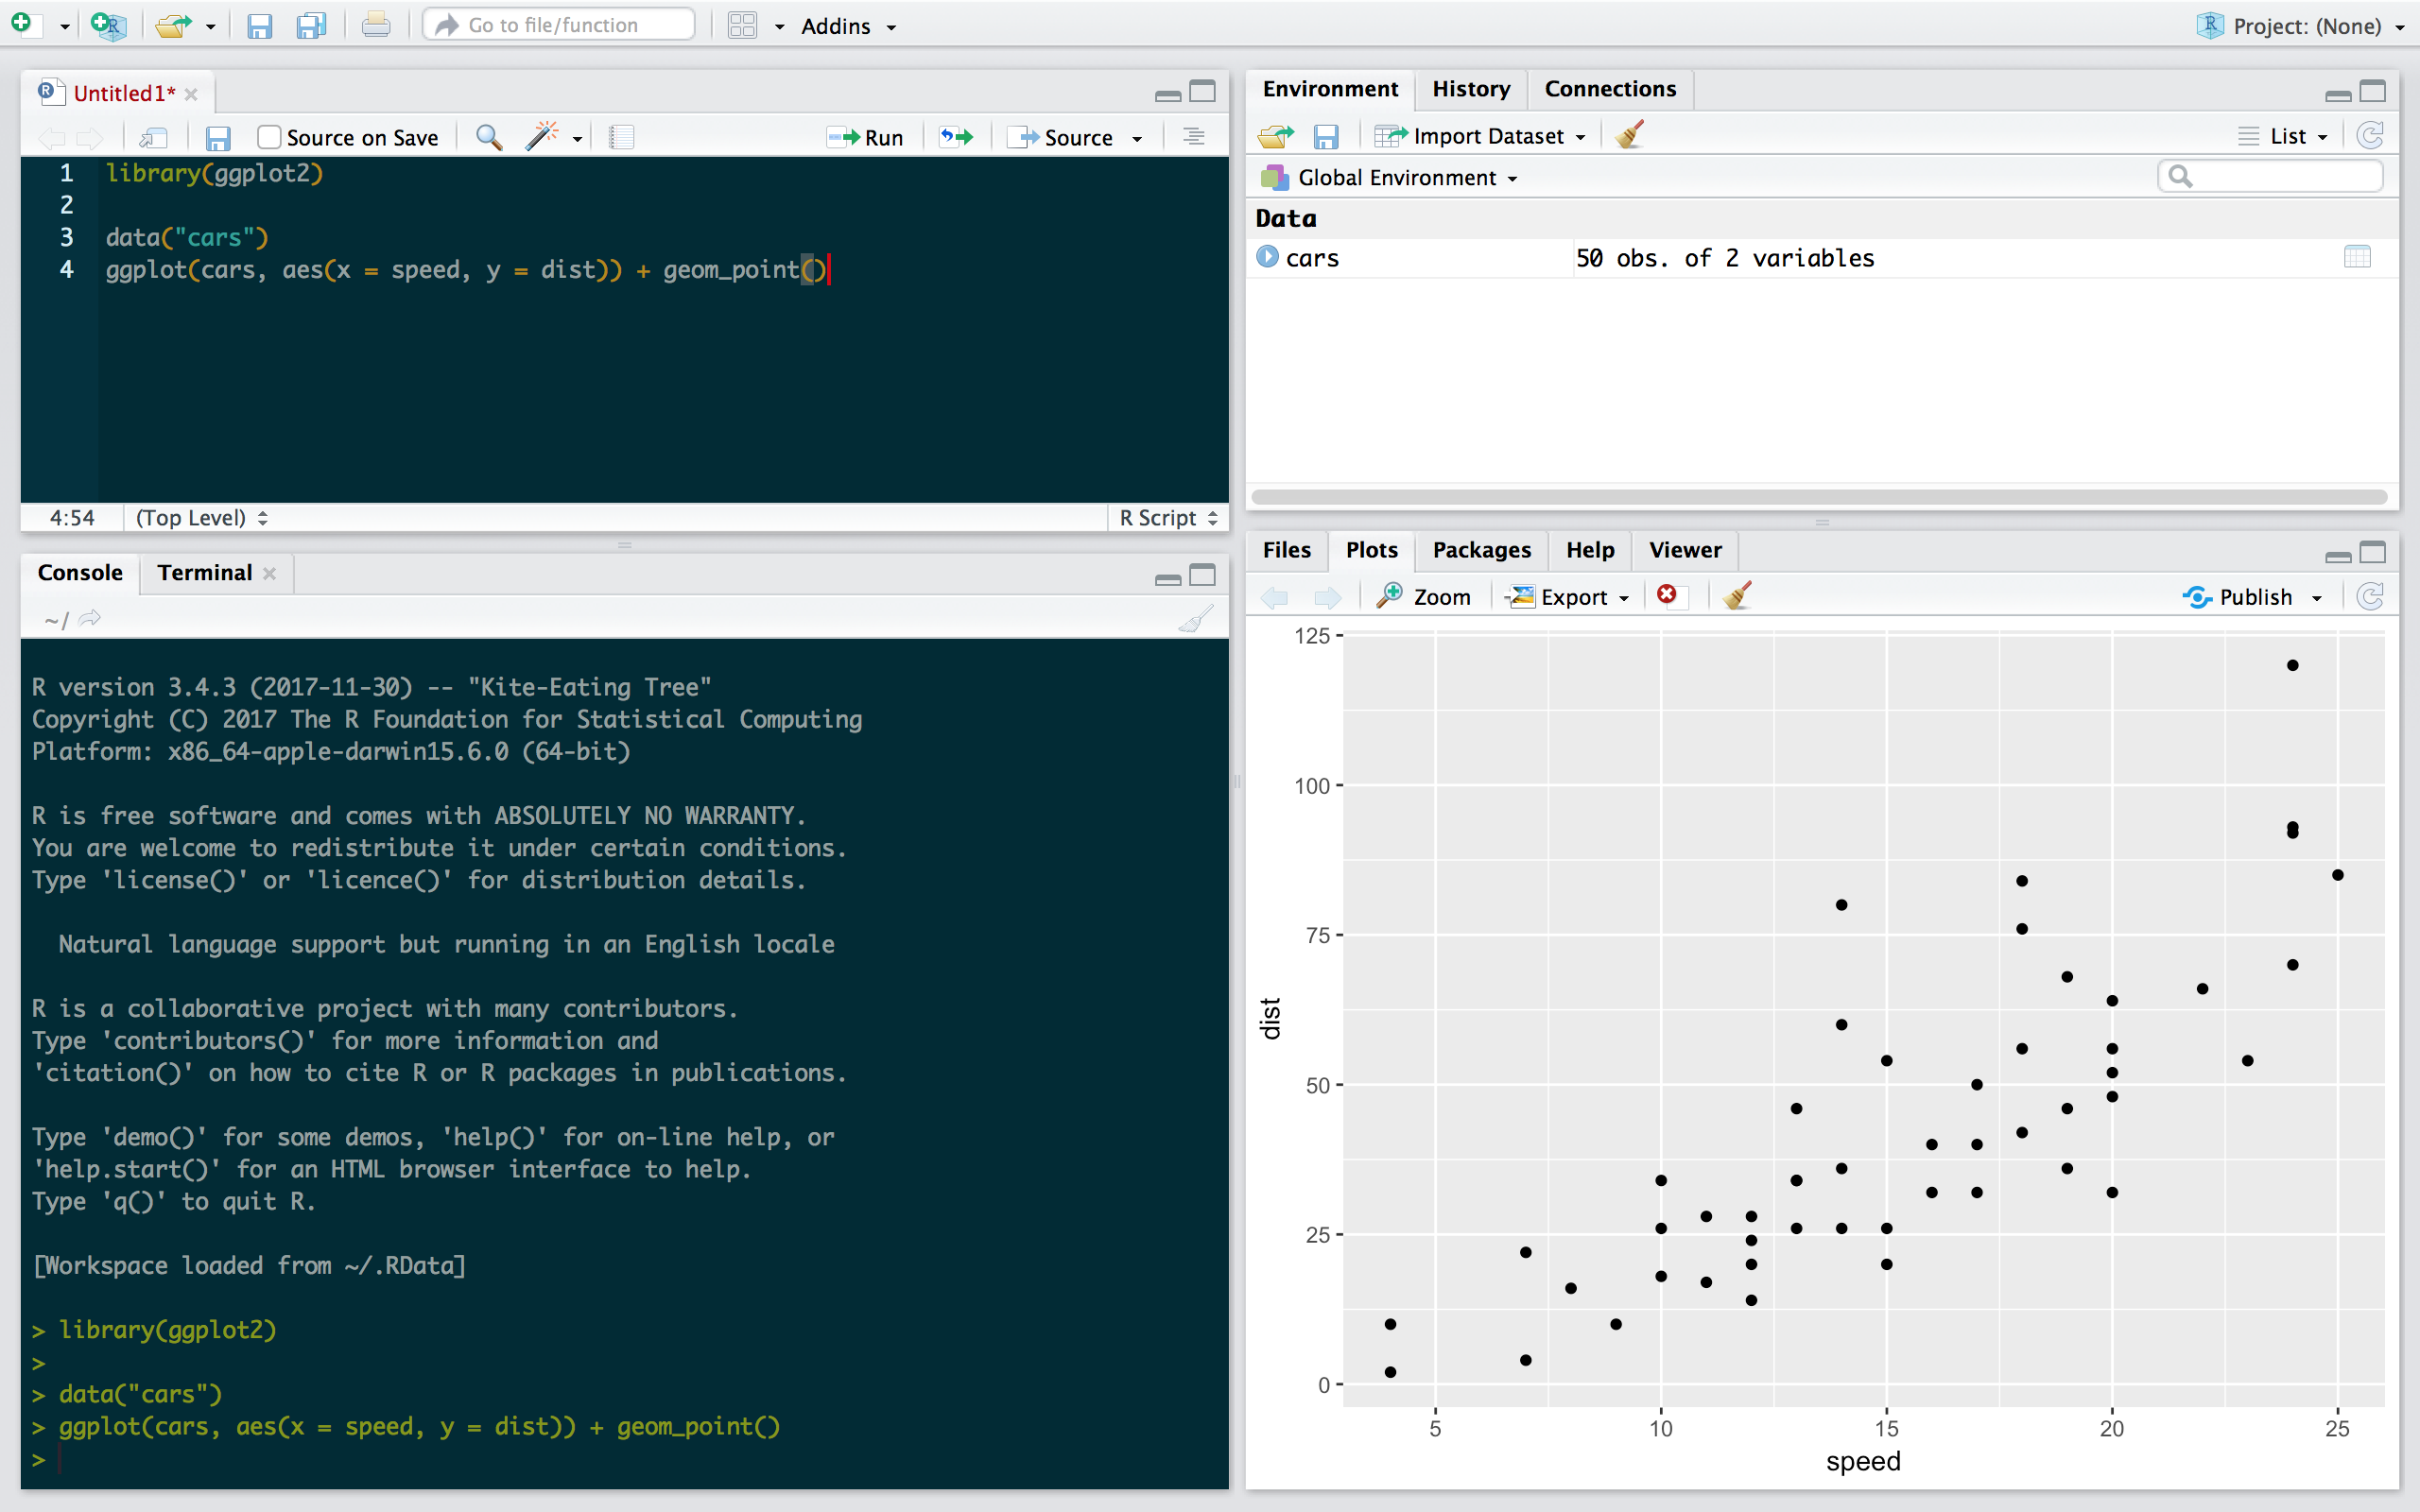 Go to file/function
Addins
Project: (None)
Untitled1*
Source on Save
Run
Source
1 library(ggplot2)
2
3 data("cars")
4 ggplot(cars, aes(x = speed, y = dist)) + geom_point()
4:54 (Top Level) R Script
Console Terminal
~/
R version 3.4.3 (2017-11-30) -- "Kite-Eating Tree"
Copyright (C) 2017 The R Foundation for Statistical Computing
Platform: x86_64-apple-darwin15.6.0 (64-bit)
R is free software and comes with ABSOLUTELY NO WARRANTY.
You are welcome to redistribute it under certain conditions.
Type 'license()' or 'licence()' for distribution details.
Natural language support but running in an English locale
R is a collaborative project with many contributors.
Type 'contributors()' for more information and
'citation()' on how to cite R or R packages in publications.
Type 'demo()' for some demos, 'help()' for on-line help, or
'help.start()' for an HTML browser interface to help.
Type 'q()' to quit R.
[Workspace loaded from ~/.RData]
> library(ggplot2)
>
> data("cars")
> ggplot(cars, aes(x = speed, y = dist)) + geom_point()
>
Environment History Connections
Import Dataset List
Global Environment
Data
cars 50 obs. of 2 variables
Files Plots Packages Help Viewer
Zoom Export Publish
125
100
75
50
25
0
dist
5 10 15 20 25
speed